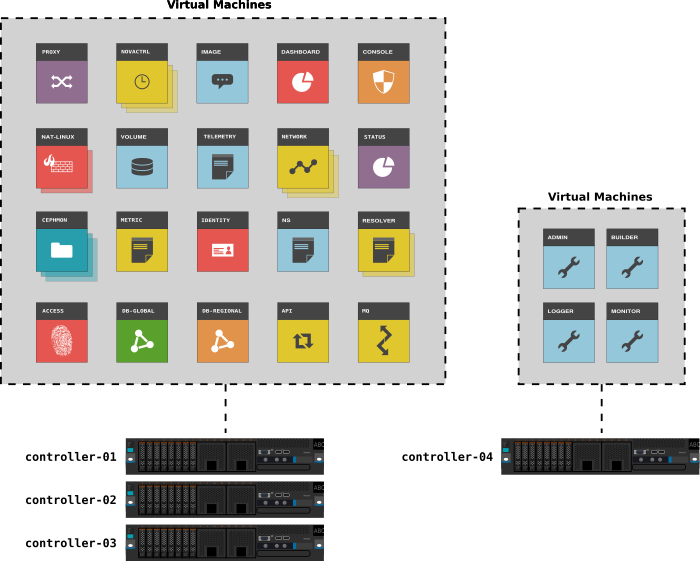 Virtual Machines
PROXY
NOVACTRL
IMAGE
DASHBOARD
CONSOLE
NAT-LINUX
VOLUME
TELEMETRY
NETWORK
STATUS
CEPHMON
METRIC
IDENTITY
NS
RESOLVER
ACCESS
DB-GLOBAL
DB-REGIONAL
API
MQ
Virtual Machines
ADMIN
BUILDER
LOGGER
MONITOR
controller-01
controller-02
controller-03
controller-04